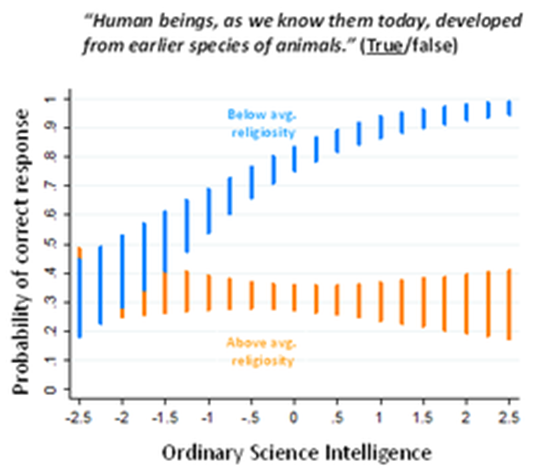 “Human beings, as we know them today, developed
from earlier species of animals.” (True/false)
Probability of correct response
1
.9
.8
.7
.6
.5
.4
.3
.2
.1
0
Below avg.
religiosity
Above avg.
religiosity
-2.5 -2 -1.5 -1 -.5 0 .5 1 1.5 2 2.5
Ordinary Science Intelligence